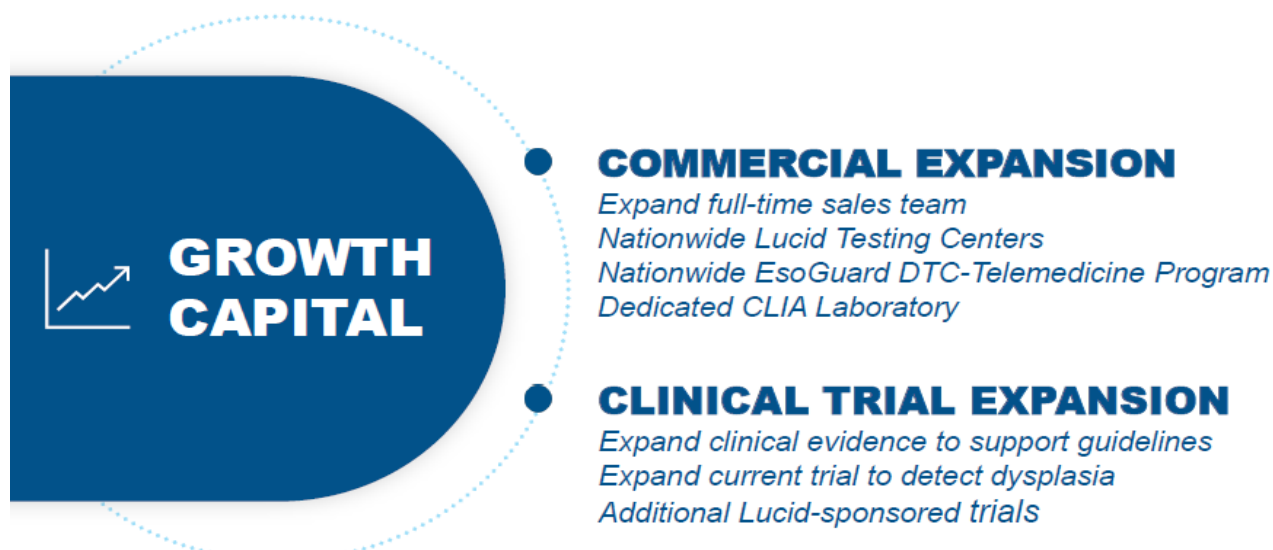 GROWTH
CAPITAL
COMMERCIAL EXPANSION
Expand full-time sales team
Nationwide Lucid Testing Centers
Nationwide EsoGuard DTC-Telemedicine Program
Dedicated CLIA Laboratory
CLINICAL TRIAL EXPANSION
Expand clinical evidence to support guidelines
Expand current trial to detect dysplasia
Additional Lucid-sponsored trials